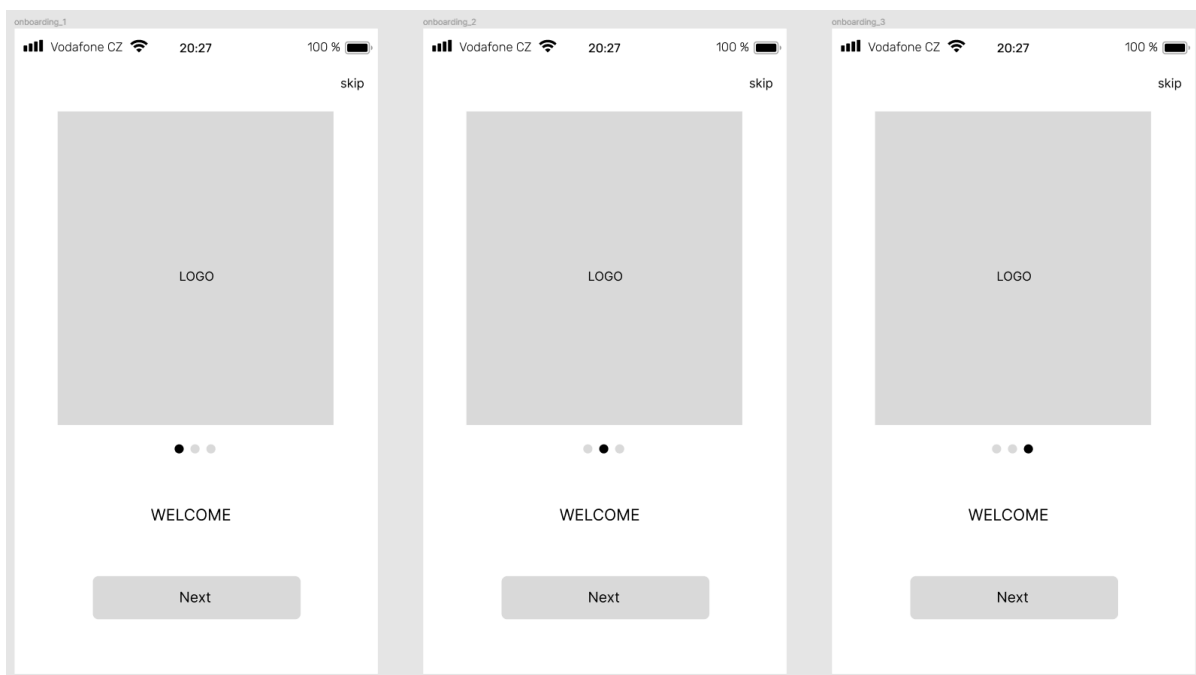 onboarding_1
Vodafone CZ 20:27 100 %
skip
LOGO
WELCOME
Next
onboarding_2
Vodafone CZ 20:27 100 %
skip
LOGO
WELCOME
Next
onboarding_3
Vodafone CZ 20:27 100 %
skip
LOGO
WELCOME
Next